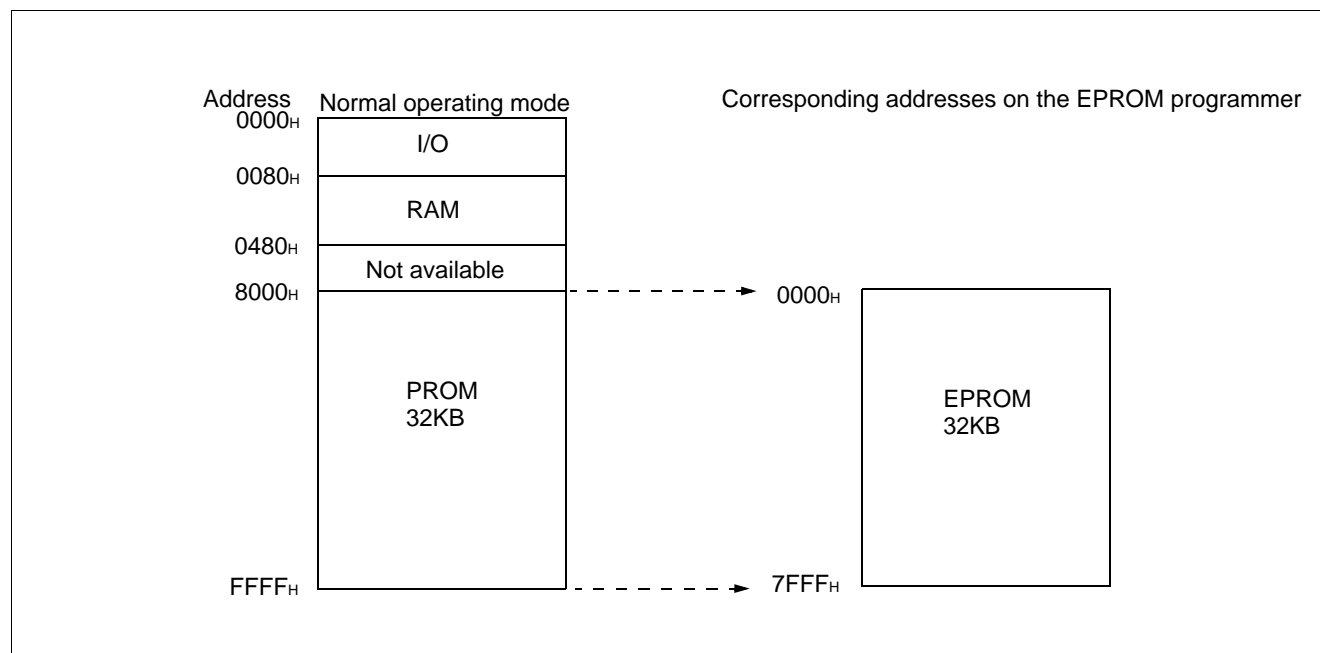 Address
Normal operating mode
Corresponding addresses on the EPROM programmer
0000H
I/O
0080H
RAM
0480H
Not available
8000H
0000H
PROM
32KB
EPROM
32KB
FFFFH
7FFFH